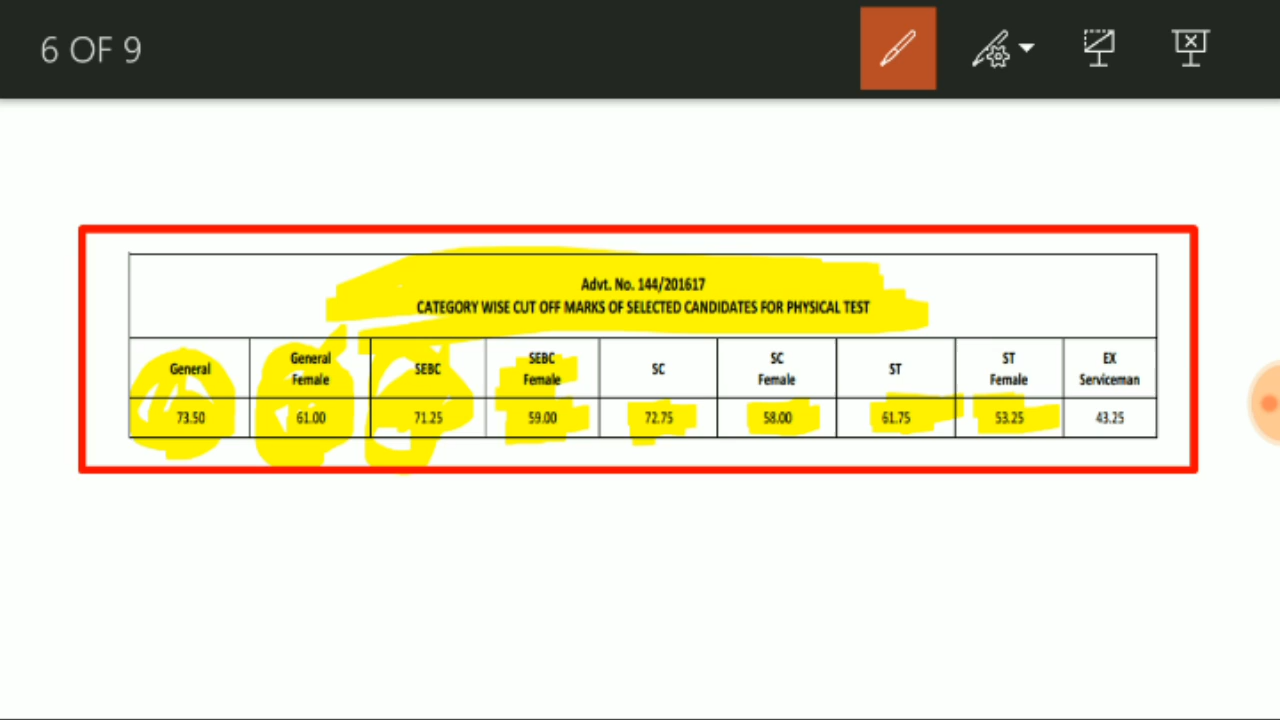 6 OF 9
Advt. No. 144/201617
CATEGORY WISE CUT OFF MARKS OF SELECTED CANDIDATES FOR PHYSICAL TEST
General General Female SEBC SEBC Female SC SC Female ST ST Female EX Serviceman
73.50 61.00 71.25 59.00 72.75 58.00 61.75 53.25 43.25